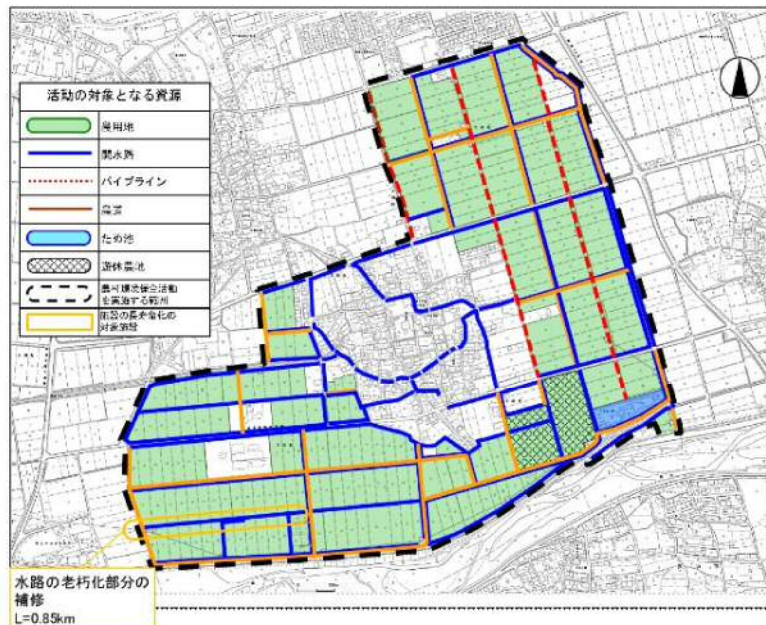 活動の対象となる資源
農用地
開水路
パイプライン
農道
ため池
遊休農地
農村環境保全活動
を実施する範囲
施設の長寿命化の
対象施設
水路の老朽化部分の
補修
L=0.85km